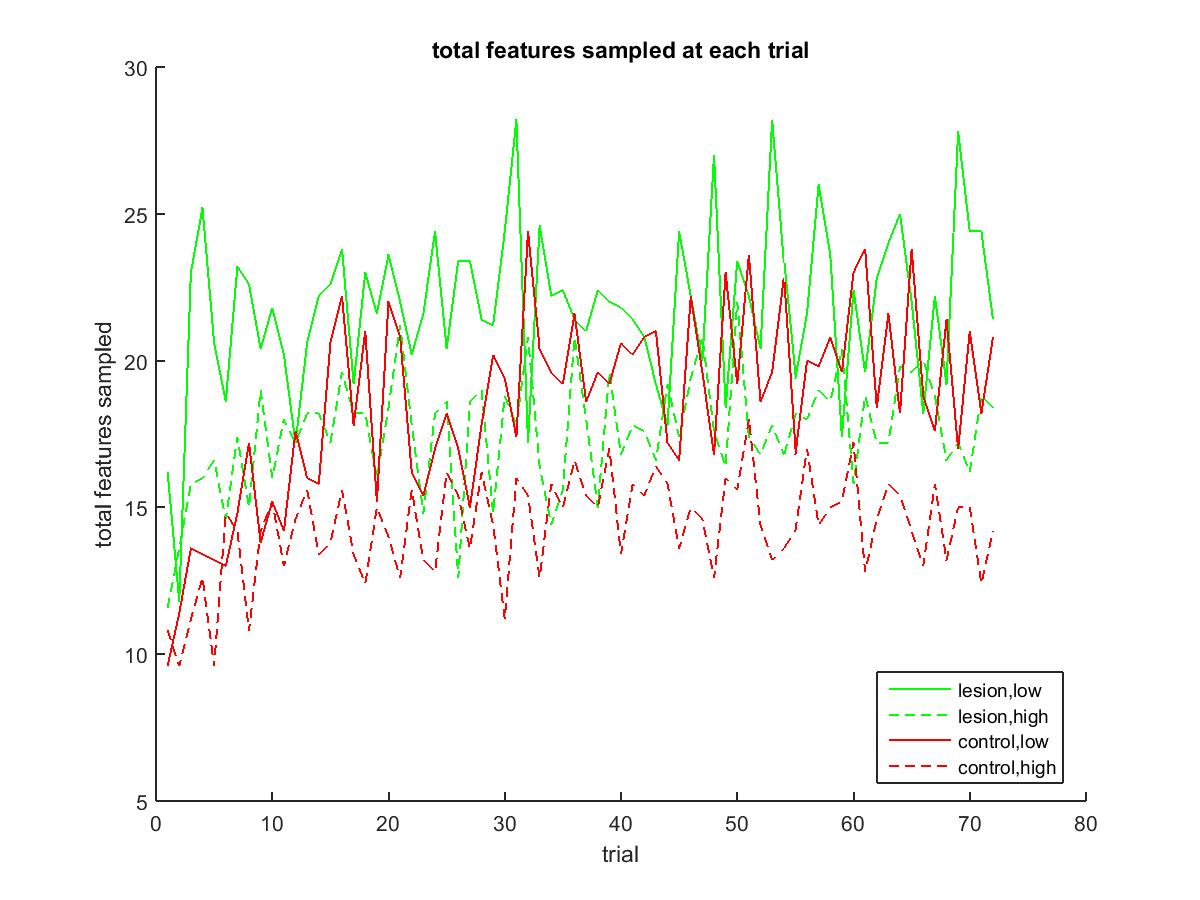 total features sampled at each trial
30
25
20
15
10
5
total features sampled
0 10 20 30 40 50 60 70 80
trial
lesion,low
lesion,high
control,low
control,high